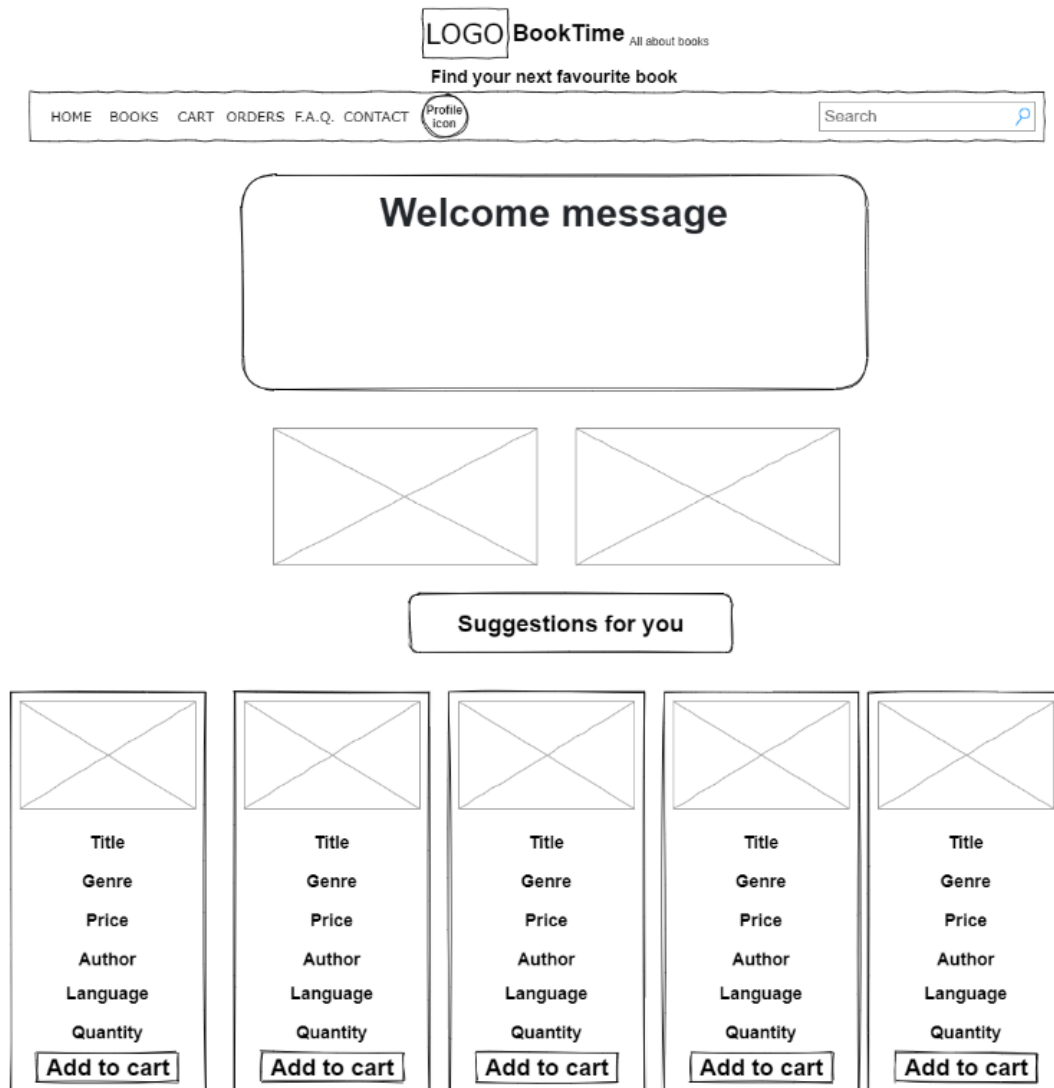 LOGO BookTime All about books
Find your next favourite book
HOME BOOKS CART ORDERS F.A.Q. CONTACT Profile icon Search
Welcome message
Suggestions for you
Title Title Title Title Title
Genre Genre Genre Genre Genre
Price Price Price Price Price
Author Author Author Author Author
Language Language Language Language Language
Quantity Quantity Quantity Quantity Quantity
Add to cart Add to cart Add to cart Add to cart Add to cart